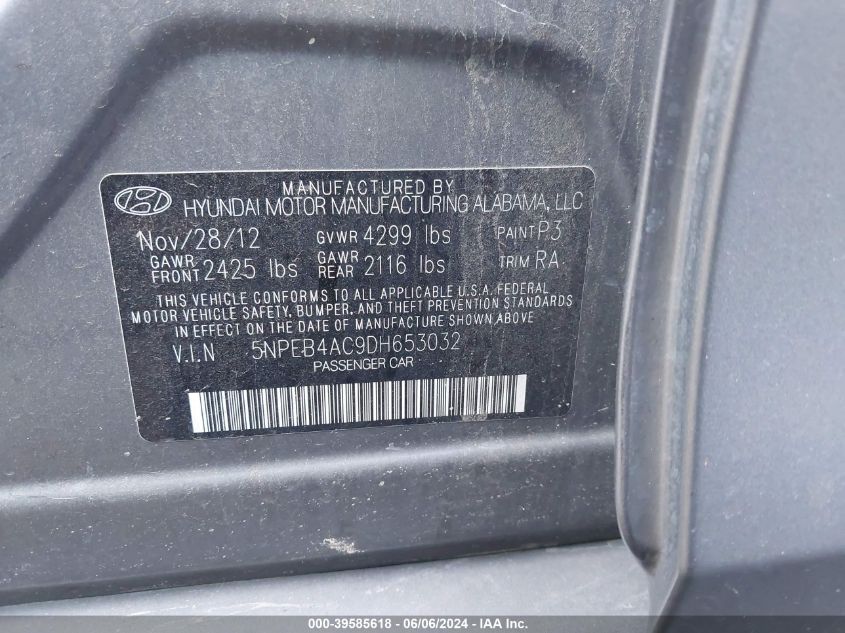 MANUFACTURED BY
HYUNDAI MOTOR MANUFACTURING ALABAMA, LLC
Nov/28/12 GVWR 4299 lbs PAINT P3
GAWR FRONT 2425 lbs GAWR REAR 2116 lbs TRIM RA
THIS VEHICLE CONFORMS TO ALL APPLICABLE U.S.A. FEDERAL
MOTOR VEHICLE SAFETY, BUMPER, AND THEFT PREVENTION STANDARDS
IN EFFECT ON THE DATE OF MANUFACTURE SHOWN ABOVE
V.I.N 5NPEB4AC9DH653032
PASSENGER CAR
000-39585618 - 06/06/2024 - IAA Inc.